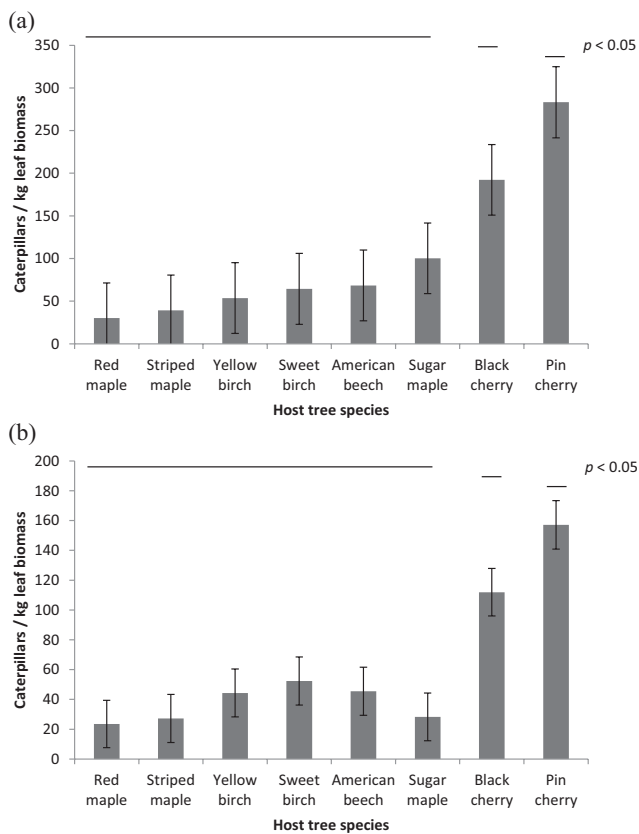 (a)
350
300
250
200
150
100
50
0
Caterpillars / kg leaf biomass
p < 0.05
Red maple
Striped maple
Yellow birch
Sweet birch
American beech
Sugar maple
Black cherry
Pin cherry
Host tree species
(b)
200
180
160
140
120
100
80
60
40
20
0
Caterpillars / kg leaf biomass
p < 0.05
Red maple
Striped maple
Yellow birch
Sweet birch
American beech
Sugar maple
Black cherry
Pin cherry
Host tree species